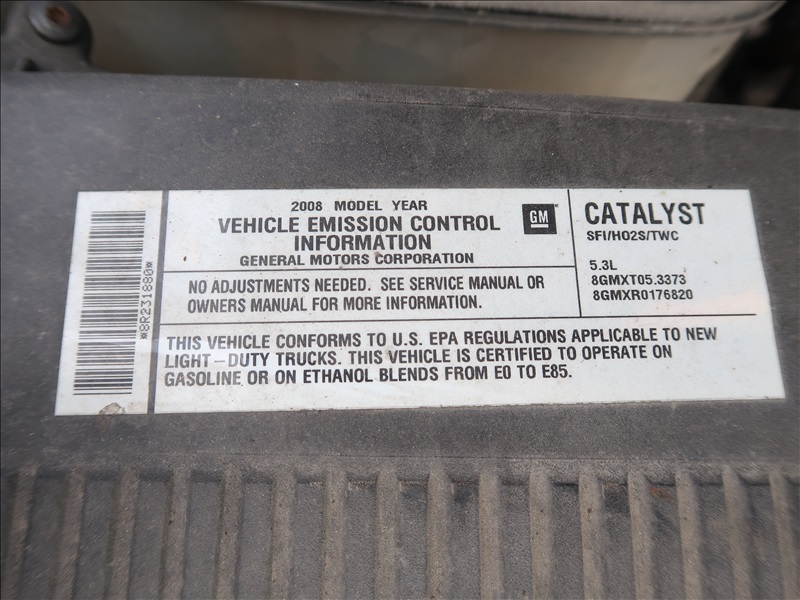 *8R231880*
2008 MODEL YEAR
VEHICLE EMISSION CONTROL
INFORMATION
GENERAL MOTORS CORPORATION
GM
NO ADJUSTMENTS NEEDED. SEE SERVICE MANUAL OR
OWNERS MANUAL FOR MORE INFORMATION.
CATALYST
SFI/HO2S/TWC
5.3L
8GMXT05.3373
8GMXR0176820
THIS VEHICLE CONFORMS TO U.S. EPA REGULATIONS APPLICABLE TO NEW
LIGHT-DUTY TRUCKS. THIS VEHICLE IS CERTIFIED TO OPERATE ON
GASOLINE OR ON ETHANOL BLENDS FROM E0 TO E85.